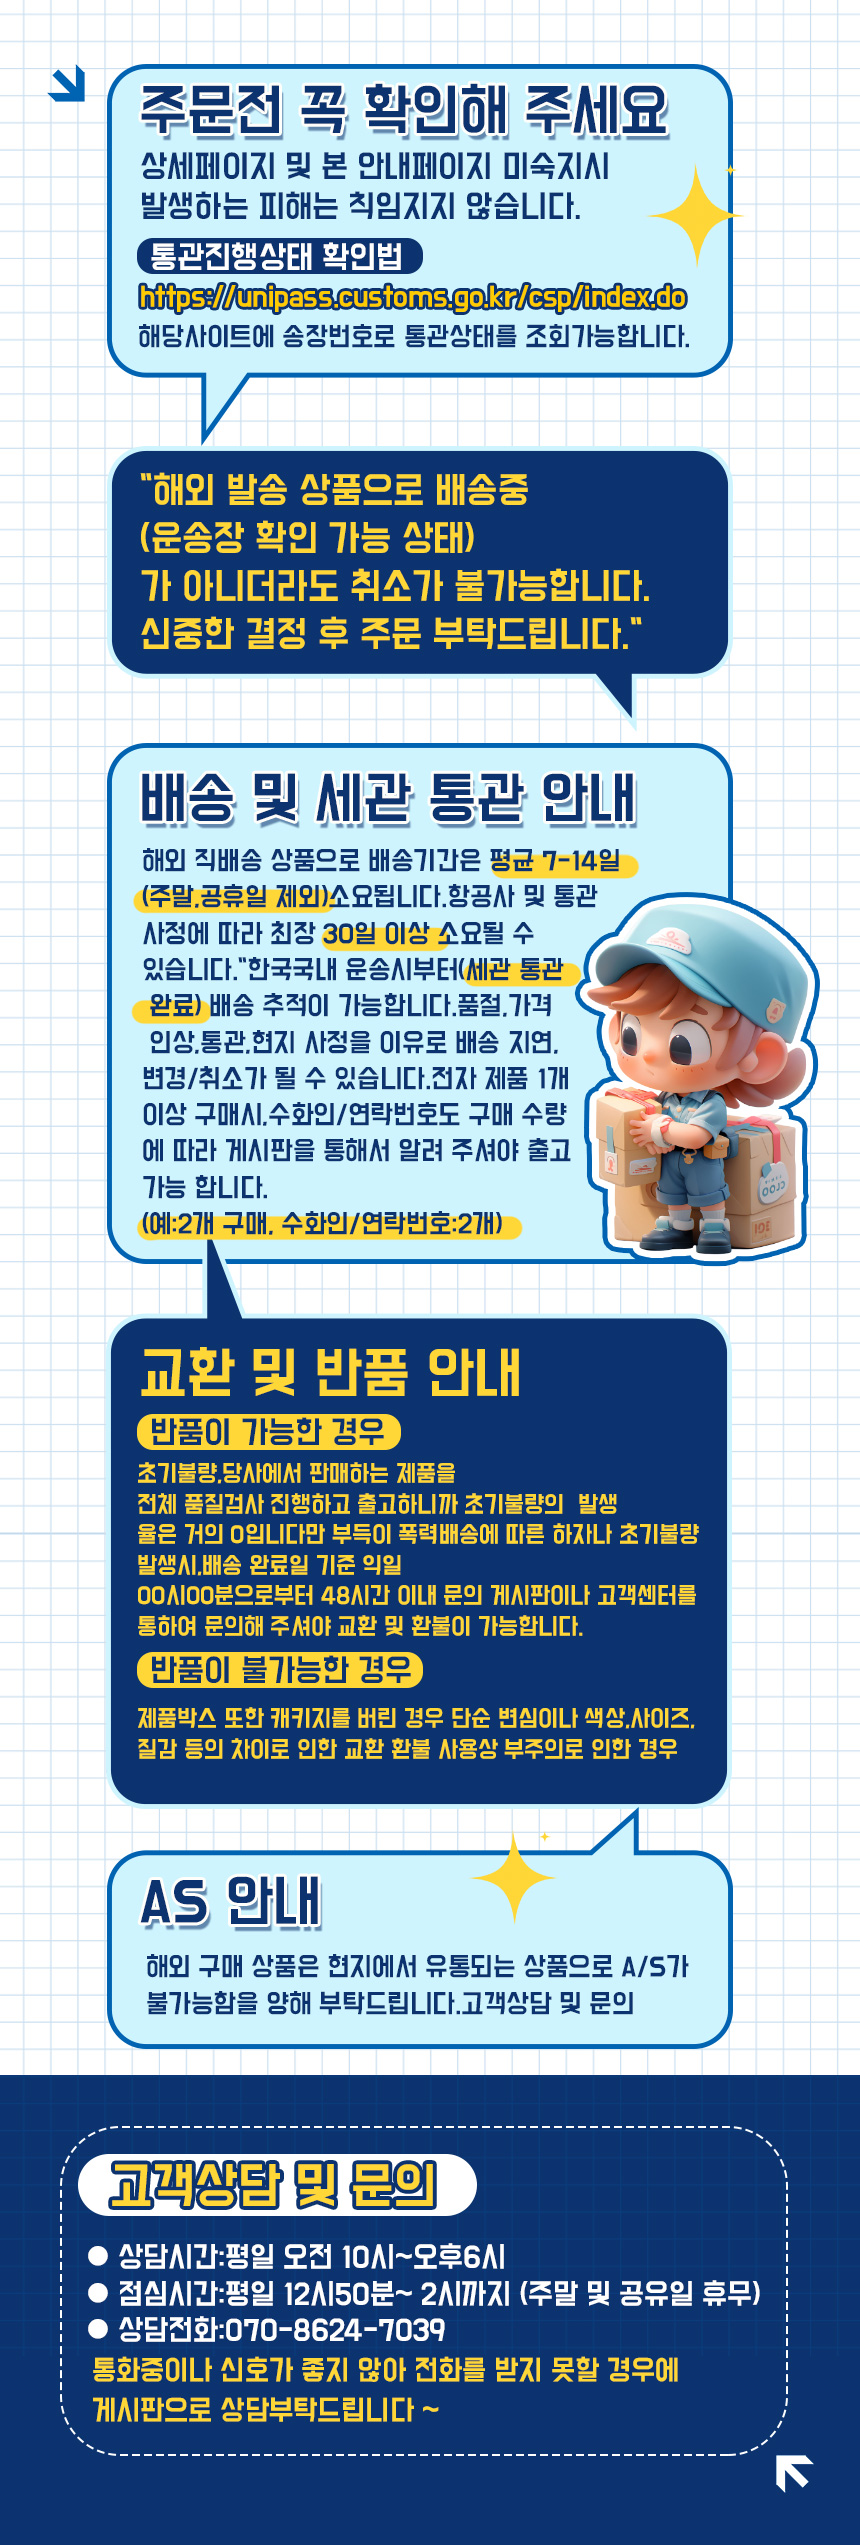 주문전 꼭 확인해 주세요
상세페이지 및 본 안내페이지 미숙지시
발생하는 피해는 칙임지지 않습니다.
통관진행상태 확인법
https://unipass.customs.go.kr/csp/index.do
해당사이트에 송장번호로 통관상태를 조회가능합니다.
"해외 발송 상품으로 배송중
(운송장 확인 가능 상태)
가 아니더라도 취소가 불가능합니다.
신중한 결정 후 주문 부탁드립니다."
배송 및 세관 통관 안내
해외 직배송 상품으로 배송기간은 평균 7-14일
(주말,공휴일 제외)소요됩니다.항공사 및 통관
사정에 따라 최장 30일 이상 소요될 수
있습니다."한국국내 운송시부터(세관 통관
완료) 배송 추적이 가능합니다.품절,가격
인상,통관,현지 사정을 이유로 배송 지연,
변경/취소가 될 수 있습니다.전자 제품 1개
이상 구매시,수화인/연락번호도 구매 수량
에 따라 게시판을 통해서 알려 주셔야 출고
가능 합니다.
(예:2개 구매, 수화인/연락번호:2개)
교환 및 반품 안내
반품이 가능한 경우
초기불량,당사에서 판매하는 제품을
전체 품질검사 진행하고 출고하니까 초기불량의 발생
율은 거의 0입니다만 부득이 폭력배송에 따른 하자나 초기불량
발생시,배송 완료일 기준 익일
00시00분으로부터 48시간 이내 문의 게시판이나 고객센터를
통하여 문의해 주셔야 교환 및 환불이 가능합니다.
반품이 불가능한 경우
제품박스 또한 캐키지를 버린 경우 단순 변심이나 색상,사이즈,
질감 등의 차이로 인한 교환 환불 사용상 부주의로 인한 경우
AS 안내
해외 구매 상품은 현지에서 유통되는 상품으로 A/S가
불가능함을 양해 부탁드립니다.고객상담 및 문의
고객상담 및 문의
● 상담시간:평일 오전 10시~오후6시
● 점심시간:평일 12시50분~ 2시까지 (주말 및 공유일 휴무)
● 상담전화:070-8624-7039
통화중이나 신호가 좋지 않아 전화를 받지 못할 경우에
게시판으로 상담부탁드립니다 ~